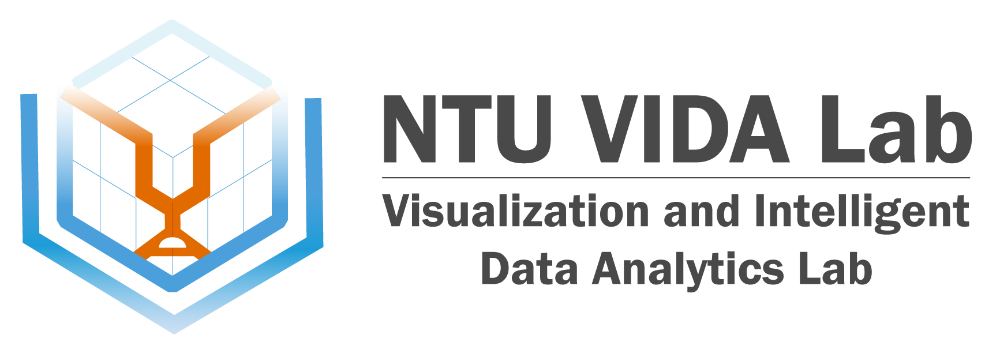 NTU VIDA Lab
Visualization and Intelligent
Data Analytics Lab